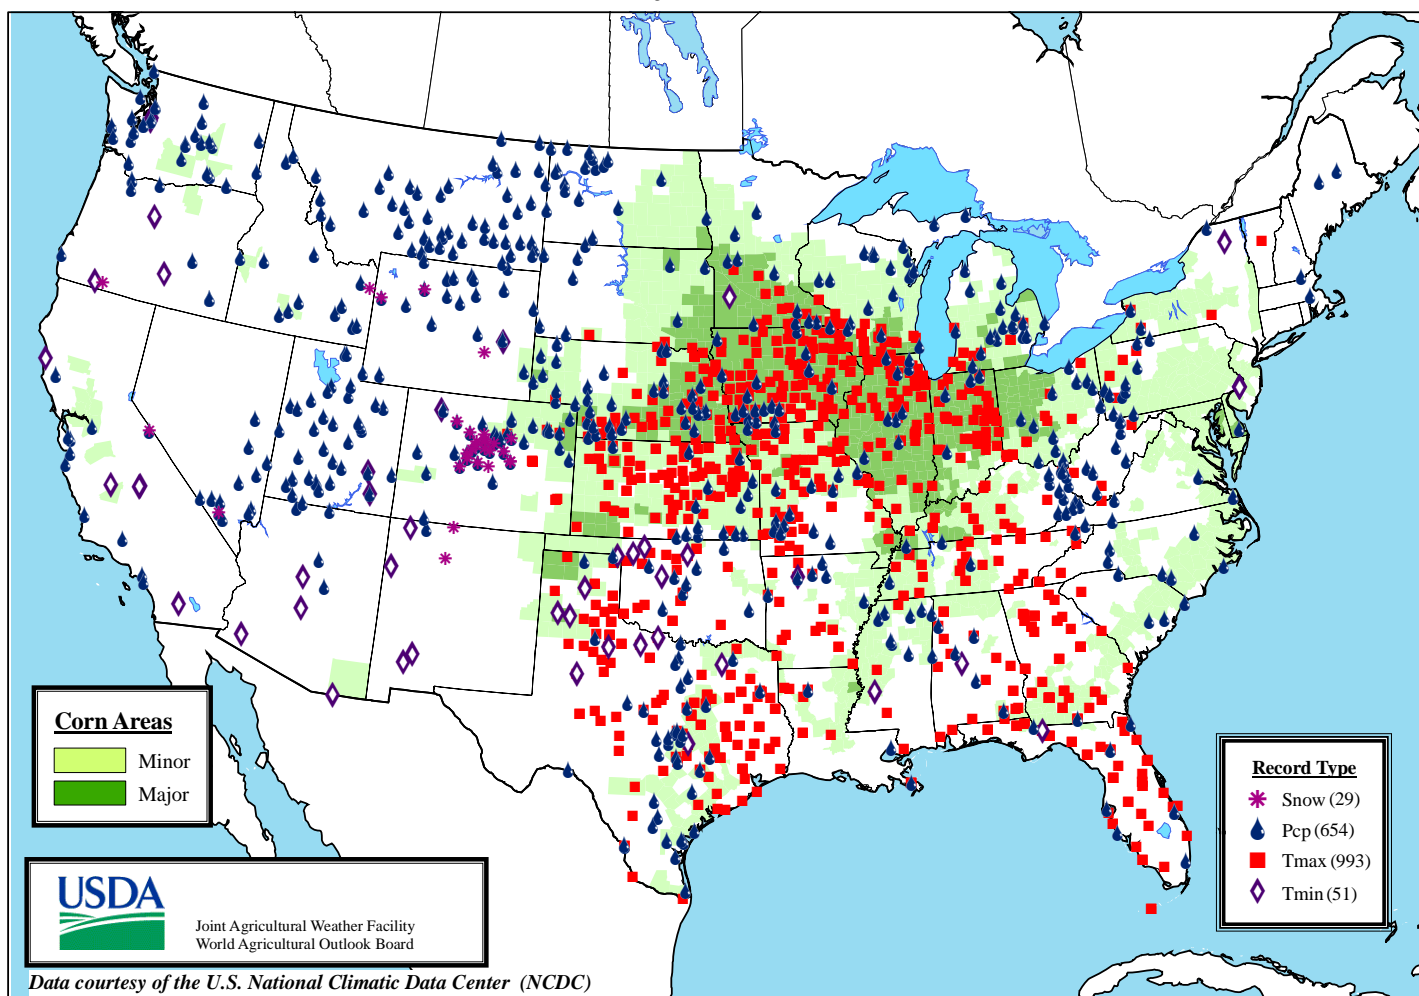 Corn Areas
Minor
Major
Record Type
Snow (29)
Pcp (654)
Tmax (993)
Tmin (51)
USDA
Joint Agricultural Weather Facility
World Agricultural Outlook Board
Data courtesy of the U.S. National Climatic Data Center (NCDC)